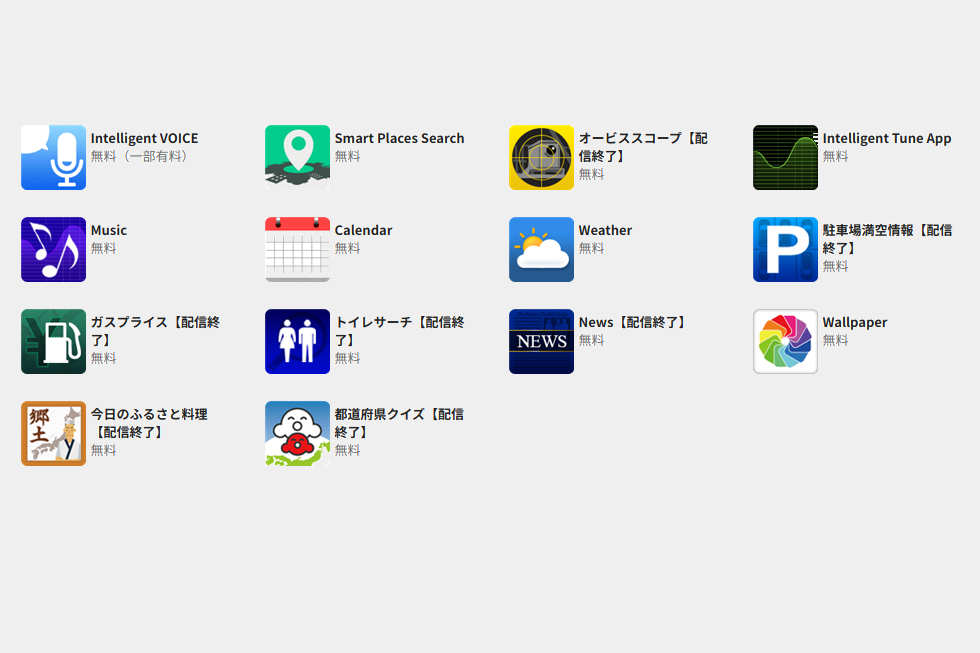 Intelligent VOICE
無料（一部有料）
Smart Places Search
無料
オービススコープ【配
信終了】
無料
Intelligent Tune App
無料
Music
無料
Calendar
無料
Weather
無料
P
駐車場満空情報【配信
終了】
無料
ガスプライス【配信終
了】
無料
トイレサーチ【配信終
了】
無料
NEWS
News【配信終了】
無料
Wallpaper
無料
郷
土
今日のふるさと料理
【配信終了】
無料
都道府県クイズ【配信
終了】
無料